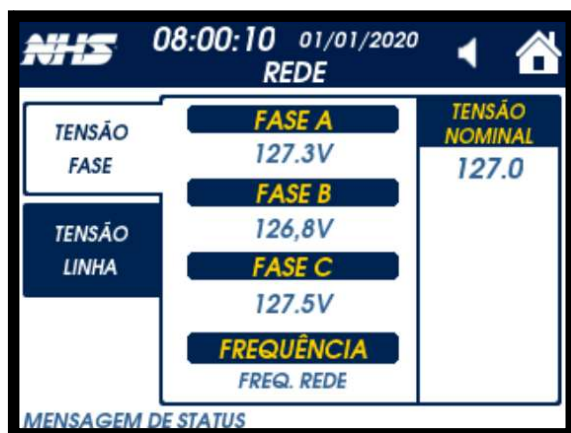 NHS
08:00:10 01/01/2020
REDE
TENSÃO
FASE
TENSÃO
LINHA
FASE A
127.3V
FASE B
126,8V
FASE C
127.5V
FREQUÊNCIA
FREQ. REDE
TENSÃO
NOMINAL
127.0
MENSAGEM DE STATUS